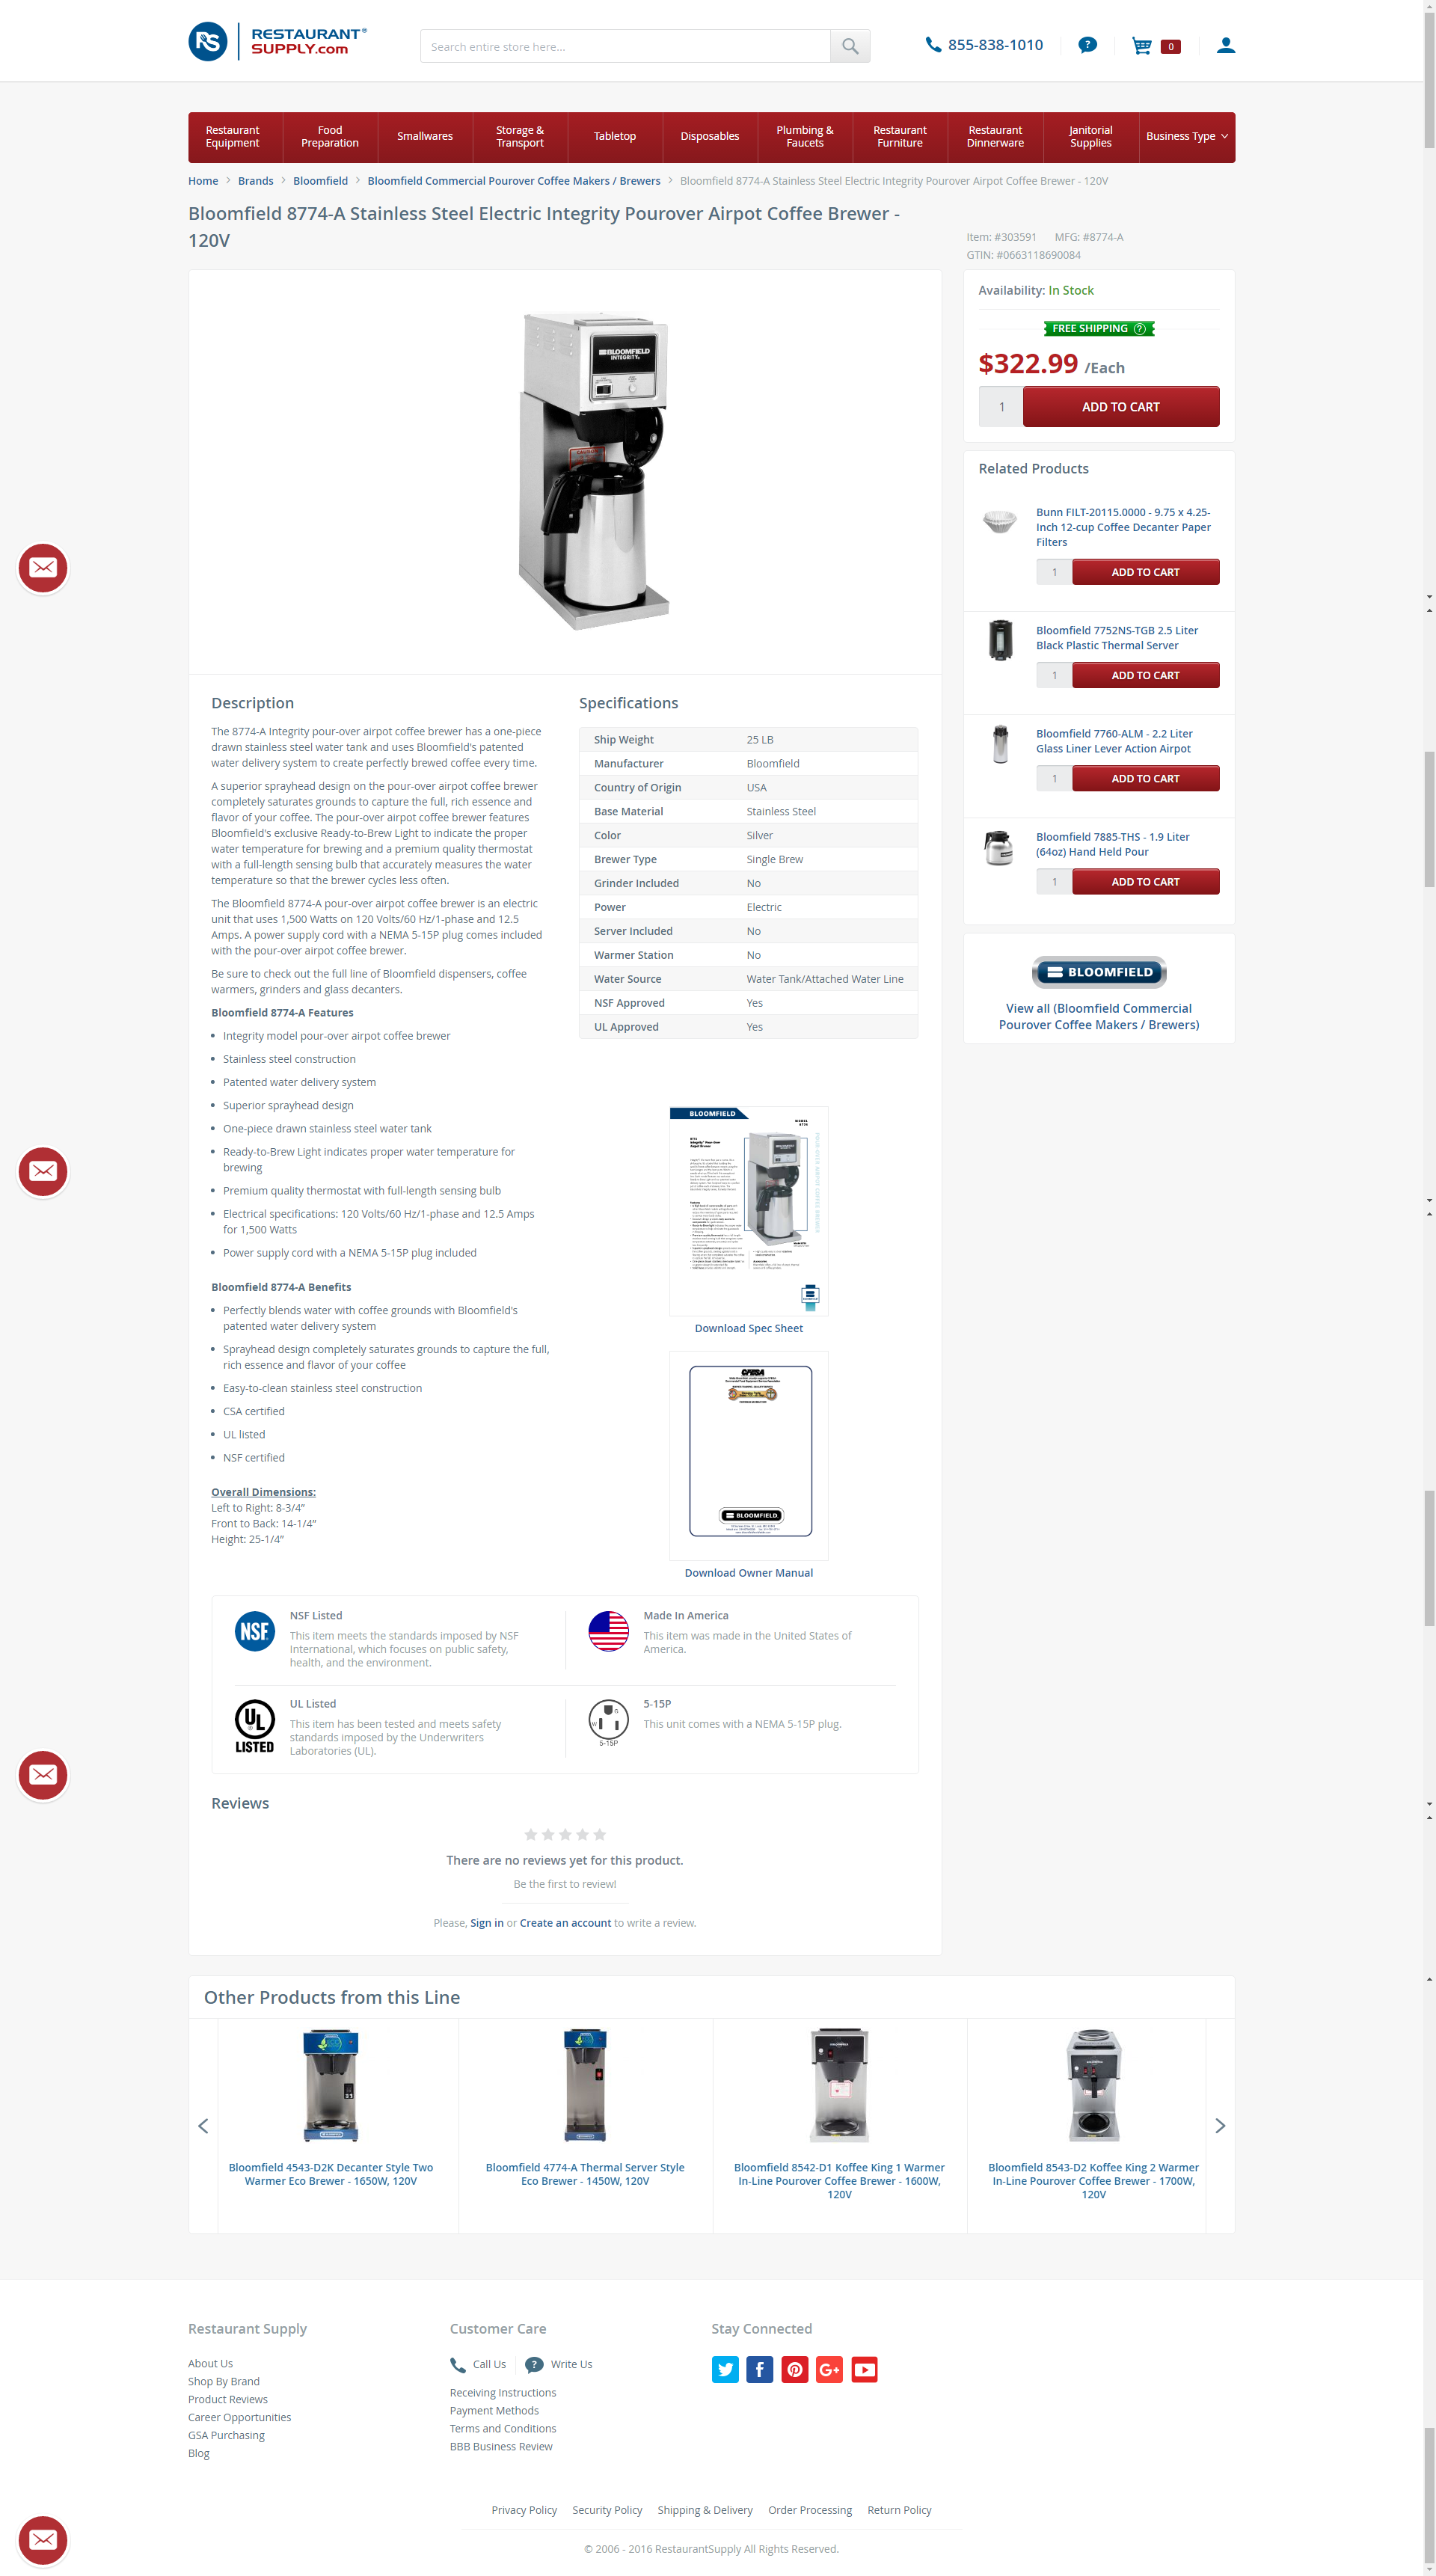 RS RESTAURANT®
SUPPLY.com
Search entire store here...
855-838-1010
?
0
Restaurant
Equipment
Food
Preparation
Smallwares
Storage &
Transport
Tabletop
Disposables
Plumbing &
Faucets
Restaurant
Furniture
Restaurant
Dinnerware
Janitorial
Supplies
Business Type
Home > Brands > Bloomfield > Bloomfield Commercial Pourover Coffee Makers / Brewers > Bloomfield 8774-A Stainless Steel Electric Integrity Pourover Airpot Coffee Brewer - 120V
Bloomfield 8774-A Stainless Steel Electric Integrity Pourover Airpot Coffee Brewer -
120V
Item: #303591 MFG: #8774-A
GTIN: #0663118690084
BLOOMFIELD
INTEGRITY
Availability: In Stock
FREE SHIPPING ?
$322.99 /Each
1 ADD TO CART
Related Products
Bunn FILT-20115.0000 - 9.75 x 4.25-
Inch 12-cup Coffee Decanter Paper
Filters
1 ADD TO CART
Bloomfield 7752NS-TGB 2.5 Liter
Black Plastic Thermal Server
1 ADD TO CART
Bloomfield 7760-ALM - 2.2 Liter
Glass Liner Lever Action Airpot
1 ADD TO CART
Bloomfield 7885-THS - 1.9 Liter
(64oz) Hand Held Pour
1 ADD TO CART
BLOOMFIELD
View all (Bloomfield Commercial
Pourover Coffee Makers / Brewers)
Description
The 8774-A Integrity pour-over airpot coffee brewer has a one-piece
drawn stainless steel water tank and uses Bloomfield's patented
water delivery system to create perfectly brewed coffee every time.
A superior sprayhead design on the pour-over airpot coffee brewer
completely saturates grounds to capture the full, rich essence and
flavor of your coffee. The pour-over airpot coffee brewer features
Bloomfield's exclusive Ready-to-Brew Light to indicate the proper
water temperature for brewing and a premium quality thermostat
with a full-length sensing bulb that accurately measures the water
temperature so that the brewer cycles less often.
The Bloomfield 8774-A pour-over airpot coffee brewer is an electric
unit that uses 1,500 Watts on 120 Volts/60 Hz/1-phase and 12.5
Amps. A power supply cord with a NEMA 5-15P plug comes included
with the pour-over airpot coffee brewer.
Be sure to check out the full line of Bloomfield dispensers, coffee
warmers, grinders and glass decanters.
Bloomfield 8774-A Features
• Integrity model pour-over airpot coffee brewer
• Stainless steel construction
• Patented water delivery system
• Superior sprayhead design
• One-piece drawn stainless steel water tank
• Ready-to-Brew Light indicates proper water temperature for
brewing
• Premium quality thermostat with full-length sensing bulb
• Electrical specifications: 120 Volts/60 Hz/1-phase and 12.5 Amps
for 1,500 Watts
• Power supply cord with a NEMA 5-15P plug included
Bloomfield 8774-A Benefits
• Perfectly blends water with coffee grounds with Bloomfield's
patented water delivery system
• Sprayhead design completely saturates grounds to capture the full,
rich essence and flavor of your coffee
• Easy-to-clean stainless steel construction
• CSA certified
• UL listed
• NSF certified
Overall Dimensions:
Left to Right: 8-3/4"
Front to Back: 14-1/4"
Height: 25-1/4"
Specifications
Ship Weight 25 LB
Manufacturer Bloomfield
Country of Origin USA
Base Material Stainless Steel
Color Silver
Brewer Type Single Brew
Grinder Included No
Power Electric
Server Included No
Warmer Station No
Water Source Water Tank/Attached Water Line
NSF Approved Yes
UL Approved Yes
BLOOMFIELD
Download Spec Sheet
CFESA
BLOOMFIELD
Download Owner Manual
NSF
NSF Listed
This item meets the standards imposed by NSF
International, which focuses on public safety,
health, and the environment.
Made In America
This item was made in the United States of
America.
UL
LISTED
UL Listed
This item has been tested and meets safety
standards imposed by the Underwriters
Laboratories (UL).
W G
5-15P
5-15P
This unit comes with a NEMA 5-15P plug.
Reviews
There are no reviews yet for this product.
Be the first to review!
Please, Sign in or Create an account to write a review.
Other Products from this Line
Bloomfield 4543-D2K Decanter Style Two
Warmer Eco Brewer - 1650W, 120V
Bloomfield 4774-A Thermal Server Style
Eco Brewer - 1450W, 120V
Bloomfield 8542-D1 Koffee King 1 Warmer
In-Line Pourover Coffee Brewer - 1600W,
120V
Bloomfield 8543-D2 Koffee King 2 Warmer
In-Line Pourover Coffee Brewer - 1700W,
120V
Restaurant Supply
About Us
Shop By Brand
Product Reviews
Career Opportunities
GSA Purchasing
Blog
Customer Care
Call Us
? Write Us
Receiving Instructions
Payment Methods
Terms and Conditions
BBB Business Review
Stay Connected
f
G+
Privacy Policy Security Policy Shipping & Delivery Order Processing Return Policy
© 2006 - 2016 RestaurantSupply All Rights Reserved.